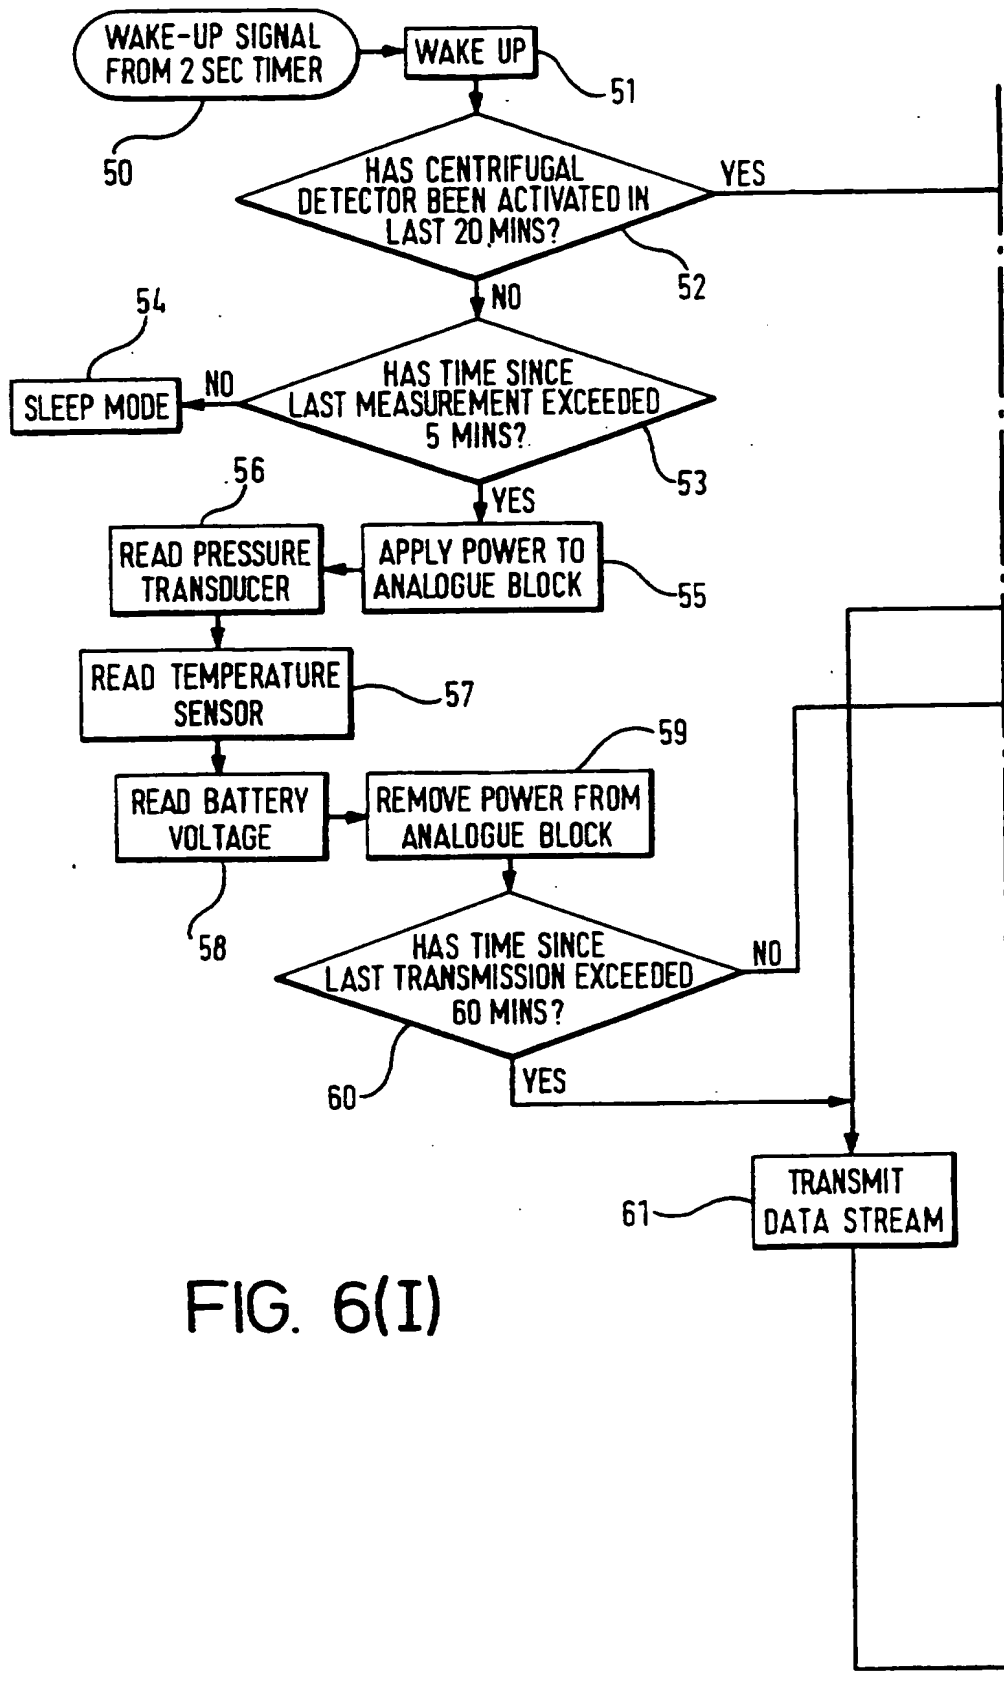 WAKE-UP SIGNAL
FROM 2 SEC TIMER
WAKE UP
51
50
HAS CENTRIFUGAL
DETECTOR BEEN ACTIVATED IN
LAST 20 MINS?
YES
52
NO
54
SLEEP MODE
NO
HAS TIME SINCE
LAST MEASUREMENT EXCEEDED
5 MINS?
53
YES
56
READ PRESSURE
TRANSDUCER
APPLY POWER TO
ANALOGUE BLOCK
55
READ TEMPERATURE
SENSOR
57
59
READ BATTERY
VOLTAGE
REMOVE POWER FROM
ANALOGUE BLOCK
58
HAS TIME SINCE
LAST TRANSMISSION EXCEEDED
60 MINS?
NO
60
YES
61
TRANSMIT
DATA STREAM
FIG. 6(I)